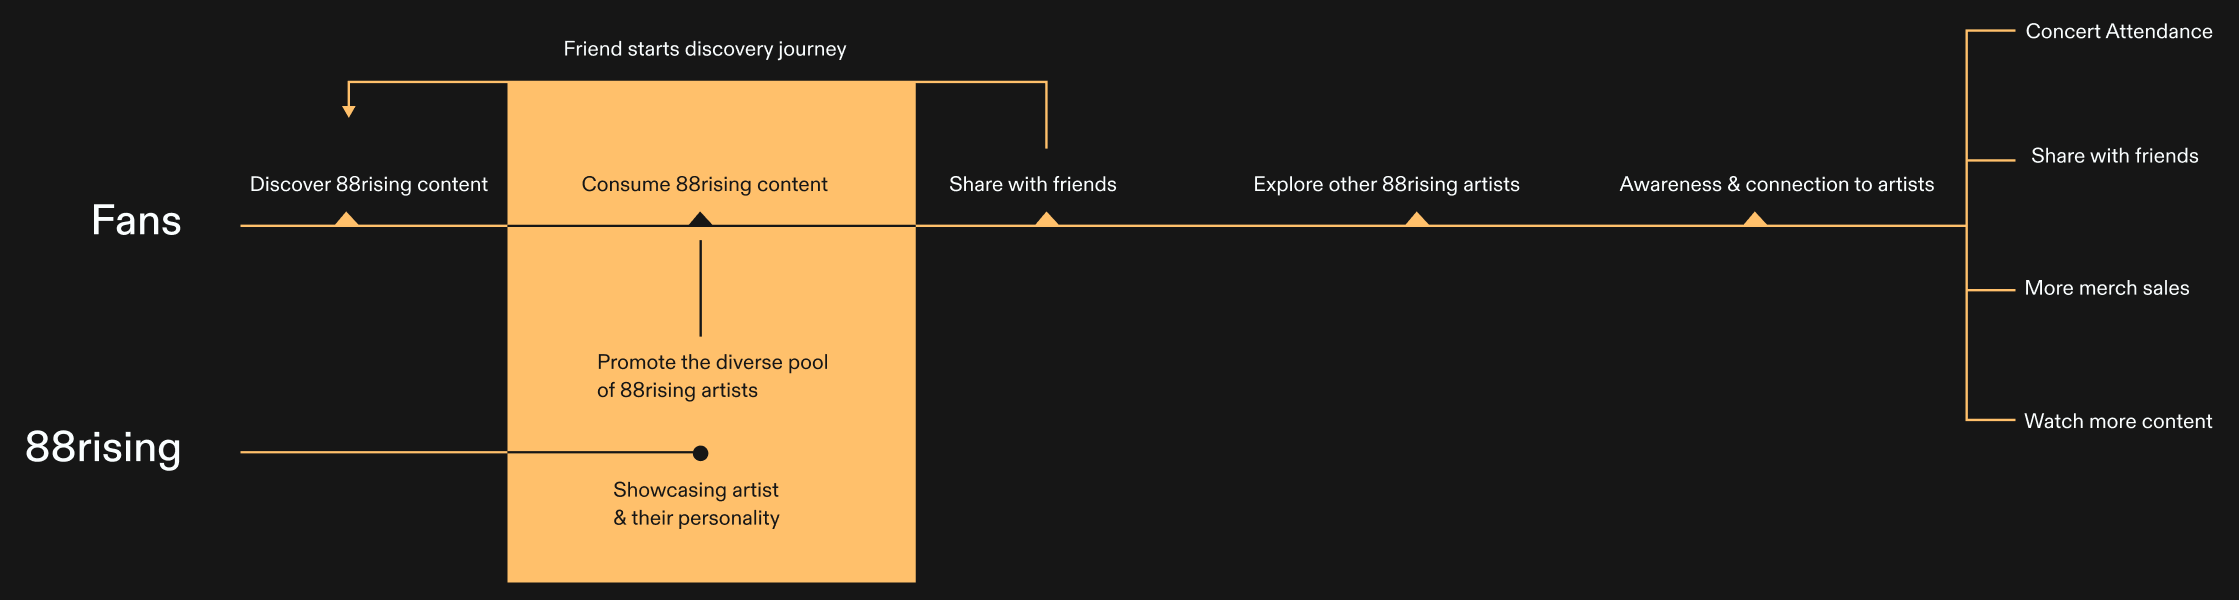 Friend starts discovery journey
Concert Attendance
Share with friends
Discover 88rising content
Consume 88rising content
Share with friends
Explore other 88rising artists
Awareness & connection to artists
Fans
More merch sales
Promote the diverse pool
of 88rising artists
Watch more content
88rising
Showcasing artist
& their personality